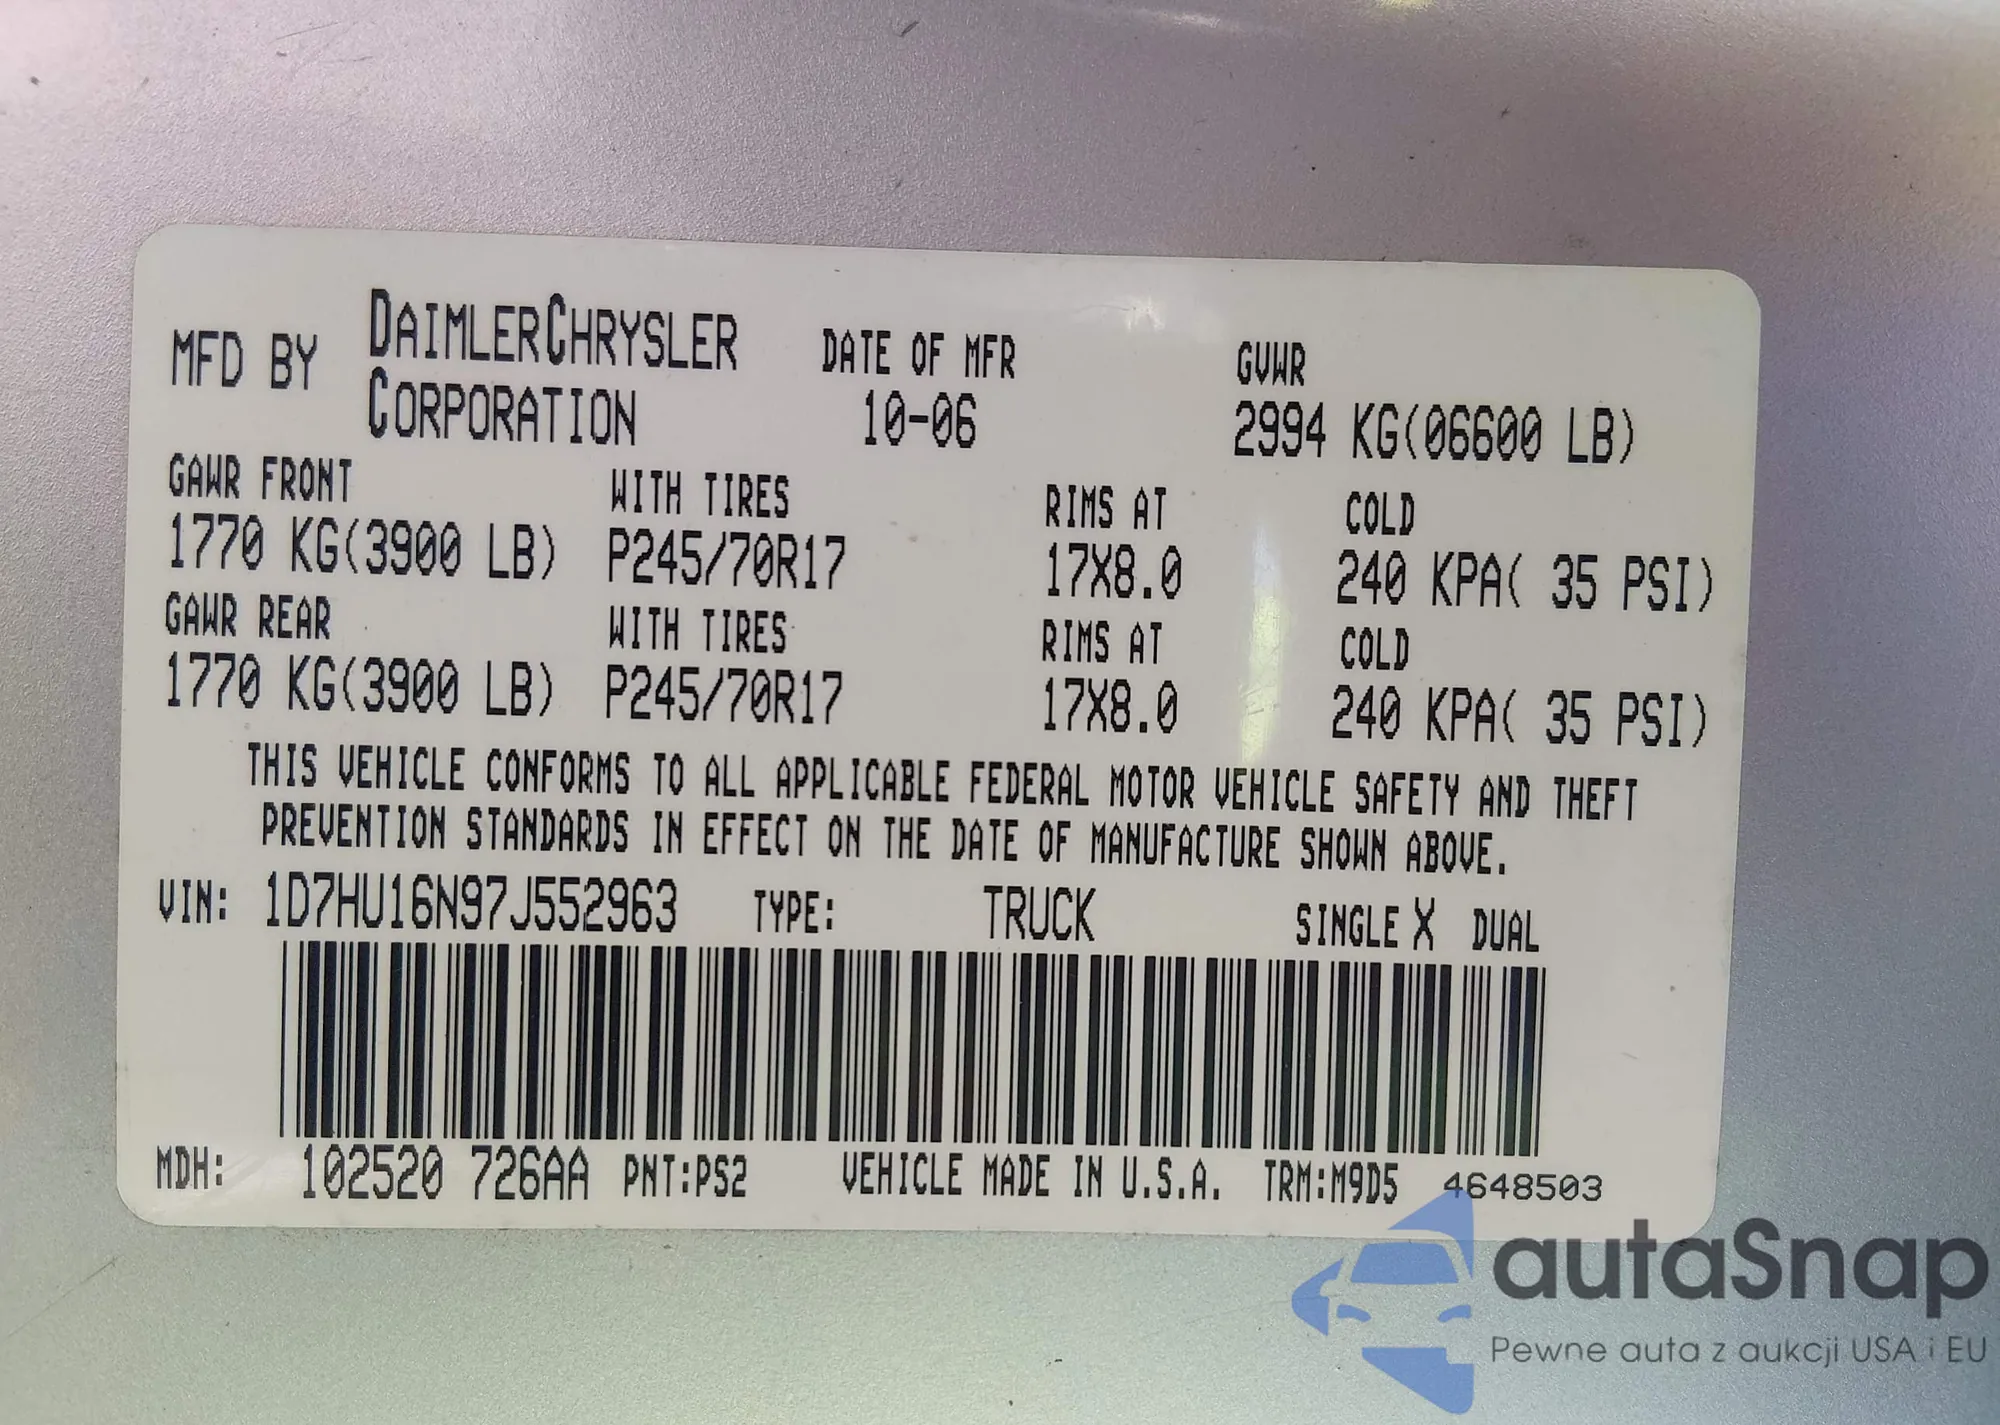 MFD BY DAIMLERCHRYSLER CORPORATION DATE OF MFR 10-06 GVWR 2994 KG(06600 LB)
GAWR FRONT WITH TIRES RIMS AT COLD
1770 KG(3900 LB) P245/70R17 17X8.0 240 KPA( 35 PSI)
GAWR REAR WITH TIRES RIMS AT COLD
1770 KG(3900 LB) P245/70R17 17X8.0 240 KPA( 35 PSI)
THIS VEHICLE CONFORMS TO ALL APPLICABLE FEDERAL MOTOR VEHICLE SAFETY AND THEFT
PREVENTION STANDARDS IN EFFECT ON THE DATE OF MANUFACTURE SHOWN ABOVE.
VIN: 1D7HU16N97J552963 TYPE: TRUCK SINGLE X DUAL
MDH: 102520 726AA PNT:PS2 VEHICLE MADE IN U.S.A. TRM:M9D5 4648503
autaSnap
Pewne auta z aukcji USA i EU